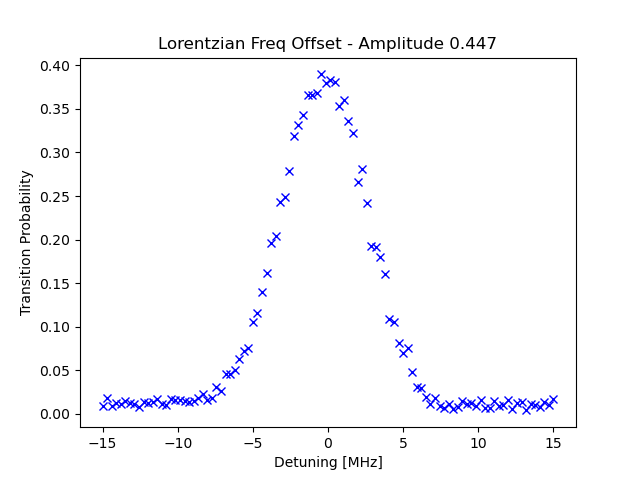 Lorentzian Freq Offset - Amplitude 0.447
0.40
0.35
0.30
0.25
0.20
0.15
0.10
0.05
0.00
Transition Probability
−15 −10 −5 0 5 10 15
Detuning [MHz]